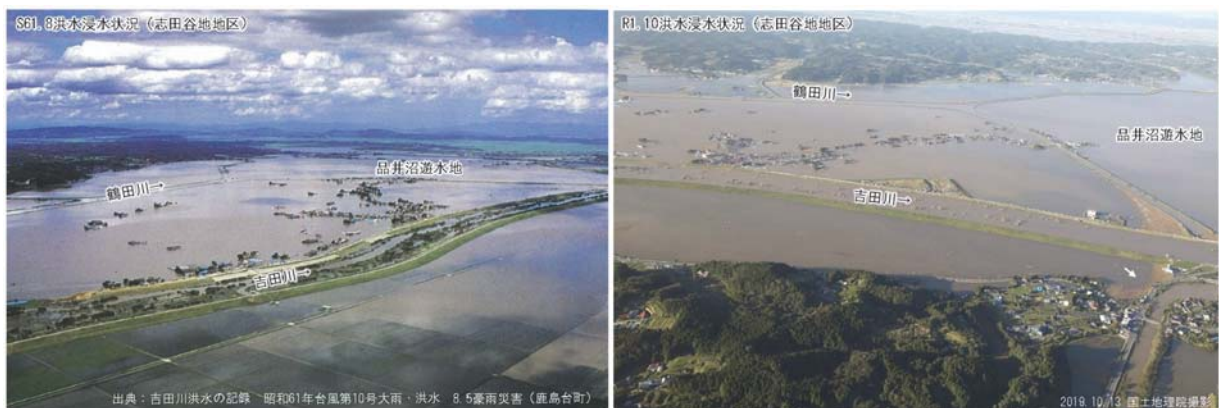 S61.8洪水浸水状況（志田谷地地区）
鶴田川→
品井沼遊水地
吉田川→
出典：吉田川洪水の記録　昭和61年台風第10号大雨・洪水　8.5豪雨災害（鹿島台町）
R1.10洪水浸水状況（志田谷地地区）
鶴田川→
品井沼遊水地
吉田川→
2019.10.13 国土地理院撮影